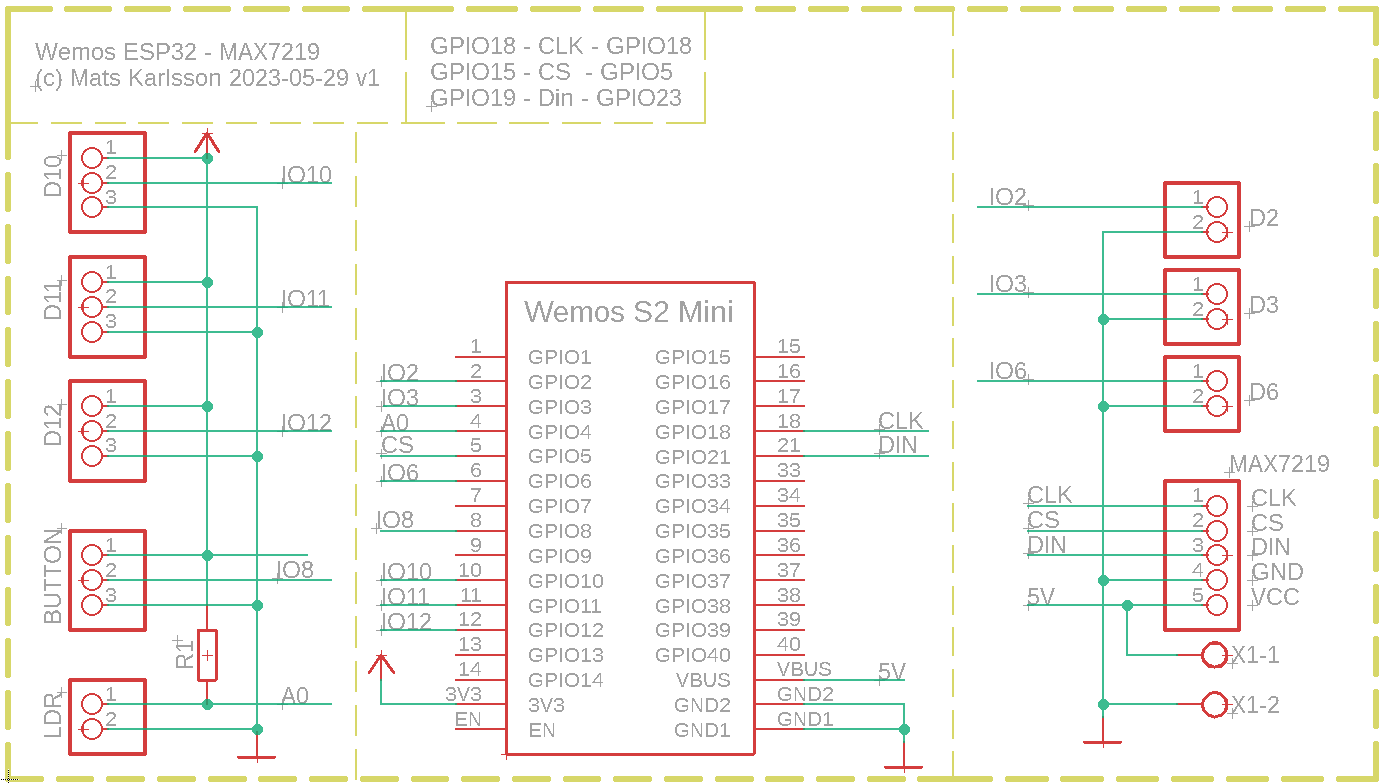 Wemos ESP32 - MAX7219
(c) Mats Karlsson 2023-05-29 v1
GPIO18 - CLK - GPIO18
GPIO15 - CS  - GPIO5
GPIO19 - Din - GPIO23
D10
1
2
3
IO10
D11
1
2
3
IO11
D12
1
2
3
IO12
BUTTON
1
2
3
IO8
R1
LDR
1
2
A0
Wemos S2 Mini
1 GPIO1 GPIO15 15
IO2 2 GPIO2 GPIO16 16
IO3 3 GPIO3 GPIO17 17
A0 4 GPIO4 GPIO18 18 CLK
CS 5 GPIO5 GPIO21 21 DIN
IO6 6 GPIO6 GPIO33 33
7 GPIO7 GPIO34 34
IO8 8 GPIO8 GPIO35 35
9 GPIO9 GPIO36 36
IO10 10 GPIO10 GPIO37 37
IO11 11 GPIO11 GPIO38 38
IO12 12 GPIO12 GPIO39 39
13 GPIO13 GPIO40 40
14 GPIO14 VBUS VBUS 5V
3V3 3V3 GND2 GND2
EN EN GND1 GND1
IO2 1
2 D2
IO3 1
2 D3
IO6 1
2 D6
MAX7219
CLK 1 CLK
CS 2 CS
DIN 3 DIN
4 GND
5V 5 VCC
X1-1
X1-2